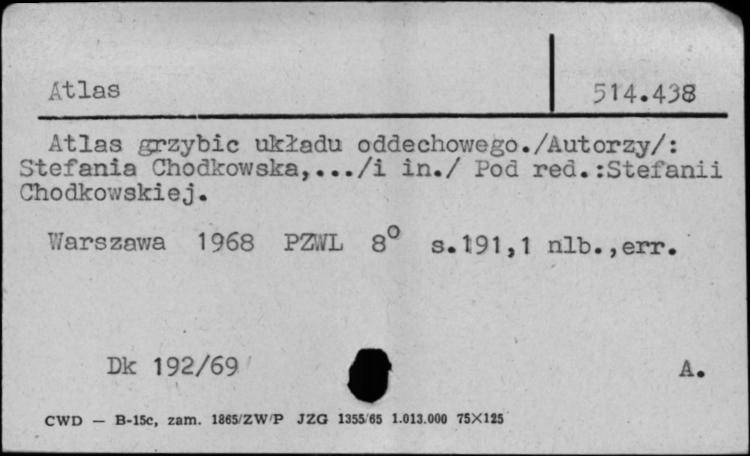 Atlas 514.438
Atlas grzybic układu oddechowego./Autorzy/:
Stefania Chodkowska,.../i in./ Pod red.:Stefanii
Chodkowskiej.
Warszawa 1968 PZWL 8° s.191,1 nlb.,err.
Dk 192/69 A.
CWD — B-15c, zam. 1865/ZW/P JZG 1355/65 1.013.000 75X125